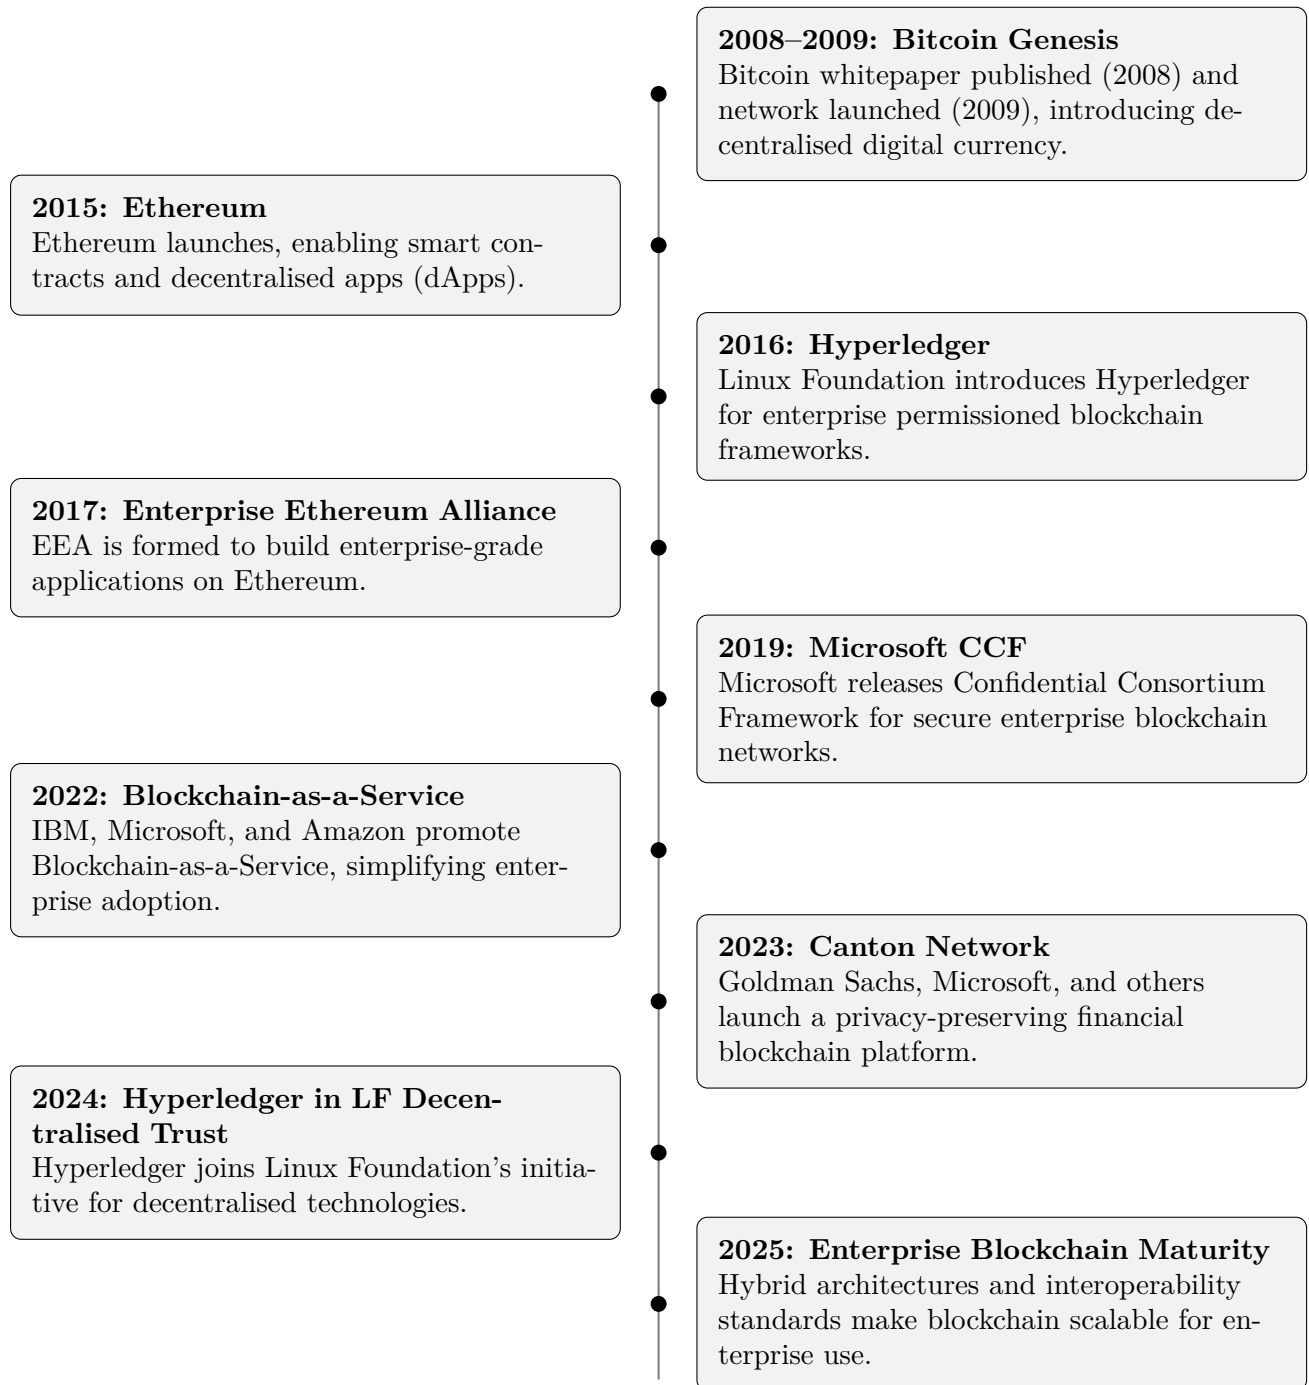 2008–2009: Bitcoin Genesis
Bitcoin whitepaper published (2008) and
network launched (2009), introducing de-
centralised digital currency.
2015: Ethereum
Ethereum launches, enabling smart con-
tracts and decentralised apps (dApps).
2016: Hyperledger
Linux Foundation introduces Hyperledger
for enterprise permissioned blockchain
frameworks.
2017: Enterprise Ethereum Alliance
EEA is formed to build enterprise-grade
applications on Ethereum.
2019: Microsoft CCF
Microsoft releases Confidential Consortium
Framework for secure enterprise blockchain
networks.
2022: Blockchain-as-a-Service
IBM, Microsoft, and Amazon promote
Blockchain-as-a-Service, simplifying enter-
prise adoption.
2023: Canton Network
Goldman Sachs, Microsoft, and others
launch a privacy-preserving financial
blockchain platform.
2024: Hyperledger in LF Decen-
tralised Trust
Hyperledger joins Linux Foundation’s initia-
tive for decentralised technologies.
2025: Enterprise Blockchain Maturity
Hybrid architectures and interoperability
standards make blockchain scalable for en-
terprise use.